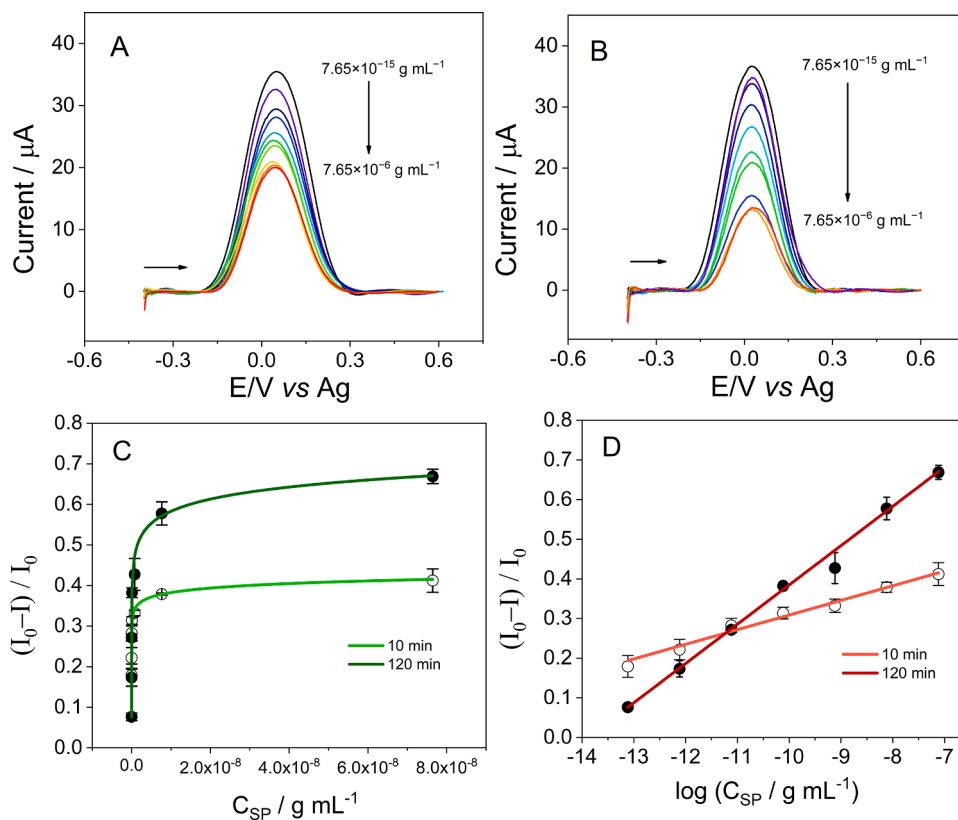 A
40
30
20
10
0
Current / μA
7.65×10⁻¹⁵ g mL⁻¹
7.65×10⁻⁶ g mL⁻¹
-0.6 -0.3 0.0 0.3 0.6
E/V vs Ag
B
40
30
20
10
0
Current / μA
7.65×10⁻¹⁵ g mL⁻¹
7.65×10⁻⁶ g mL⁻¹
-0.6 -0.3 0.0 0.3 0.6
E/V vs Ag
C
0.8
0.7
0.6
0.5
0.4
0.3
0.2
0.1
0.0
(I₀–I) / I₀
10 min
120 min
0.0 2.0x10⁻⁸ 4.0x10⁻⁸ 6.0x10⁻⁸ 8.0x10⁻⁸
C_SP / g mL⁻¹
D
0.8
0.7
0.6
0.5
0.4
0.3
0.2
0.1
0.0
(I₀–I) / I₀
10 min
120 min
-14 -13 -12 -11 -10 -9 -8 -7
log (C_SP / g mL⁻¹)